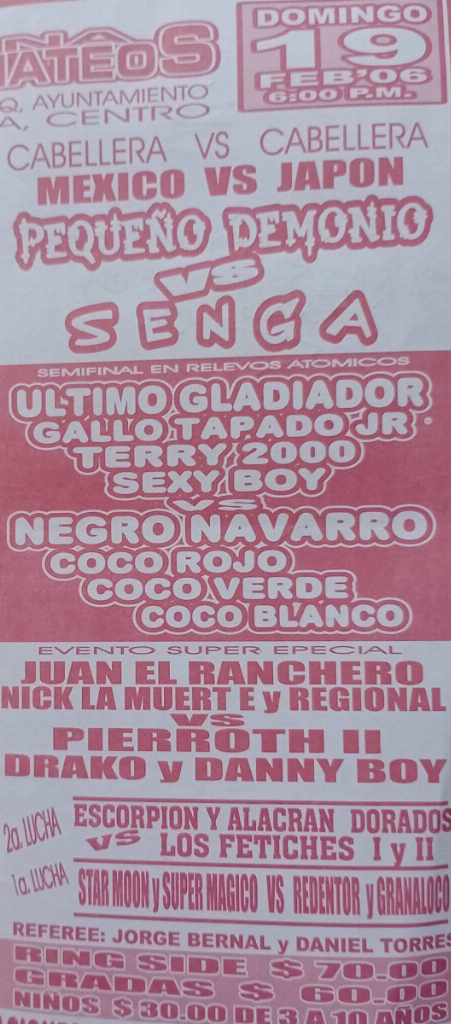 DOMINGO
19
FEB'06
6:00 P.M.
MATEOS
Q, AYUNTAMIENTO
A, CENTRO
CABELLERA VS CABELLERA
MEXICO VS JAPON
PEQUEÑO DEMONIO
VS
SENGA
SEMIFINAL EN RELEVOS ATOMICOS
ULTIMO GLADIADOR
GALLO TAPADO JR.
TERRY 2000
SEXY BOY
VS
NEGRO NAVARRO
COCO ROJO
COCO VERDE
COCO BLANCO
EVENTO SUPER EPECIAL
JUAN EL RANCHERO
NICK LA MUERT E y REGIONAL
VS
PIERROTH II
DRAKO y DANNY BOY
2a. LUCHA
ESCORPION Y ALACRAN DORADOS
VS LOS FETICHES I y II
1a. LUCHA
STAR MOON y SUPER MAGICO VS REDENTOR y GRANALOCO
REFEREE: JORGE BERNAL y DANIEL TORRES
RING SIDE $ 70.00
GRADAS $ 60.00
NIÑOS $ 30.00 DE 3 A 10 AÑOS